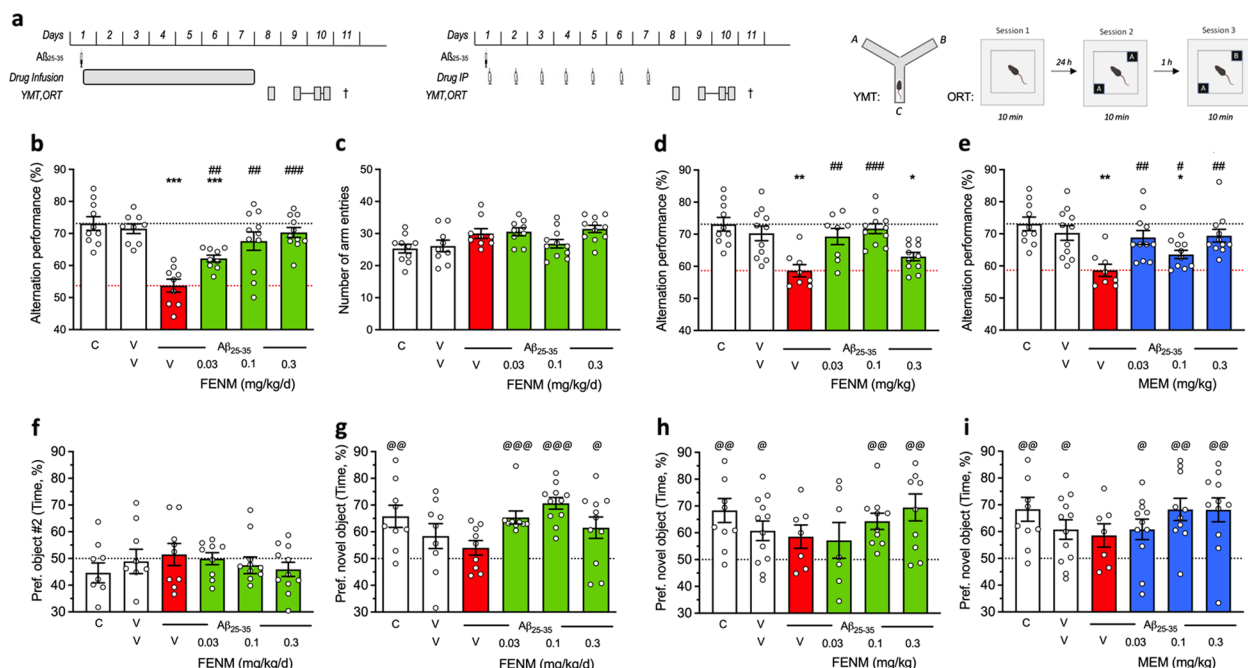 a
Days 1 2 3 4 5 6 7 8 9 10 11
Aß25-35
Drug Infusion
YMT,ORT †
Days 1 2 3 4 5 6 7 8 9 10 11
Aß25-35
Drug IP
YMT,ORT †
A B
YMT: C
ORT:
Session 1 Session 2 Session 3
24 h 1 h
A A A B
10 min 10 min 10 min
b
Alternation performance (%)
90
80
70
60
50
40
*** ## *** ## ###
C V V V 0.03 0.1 0.3
Aβ25-35
FENM (mg/kg/d)
c
Number of arm entries
50
40
30
20
10
0
C V V V 0.03 0.1 0.3
Aβ25-35
FENM (mg/kg/d)
d
Alternation performance (%)
90
80
70
60
50
40
** ## ### *
C V V V 0.03 0.1 0.3
Aβ25-35
FENM (mg/kg)
e
Alternation performance (%)
90
80
70
60
50
40
** ## # * ##
C V V V 0.03 0.1 0.3
Aβ25-35
MEM (mg/kg)
f
Pref. object #2 (Time, %)
90
80
70
60
50
40
30
C V V V 0.03 0.1 0.3
Aβ25-35
FENM (mg/kg/d)
g
Pref. novel object (Time, %)
90
80
70
60
50
40
30
@@ @@@ @@@ @
C V V V 0.03 0.1 0.3
Aβ25-35
FENM (mg/kg/d)
h
Pref. novel object (Time, %)
90
80
70
60
50
40
30
@@ @ @@ @@
C V V V 0.03 0.1 0.3
Aβ25-35
FENM (mg/kg)
i
Pref. novel object (Time, %)
90
80
70
60
50
40
30
@@ @ @ @@ @@
C V V V 0.03 0.1 0.3
Aβ25-35
MEM (mg/kg)